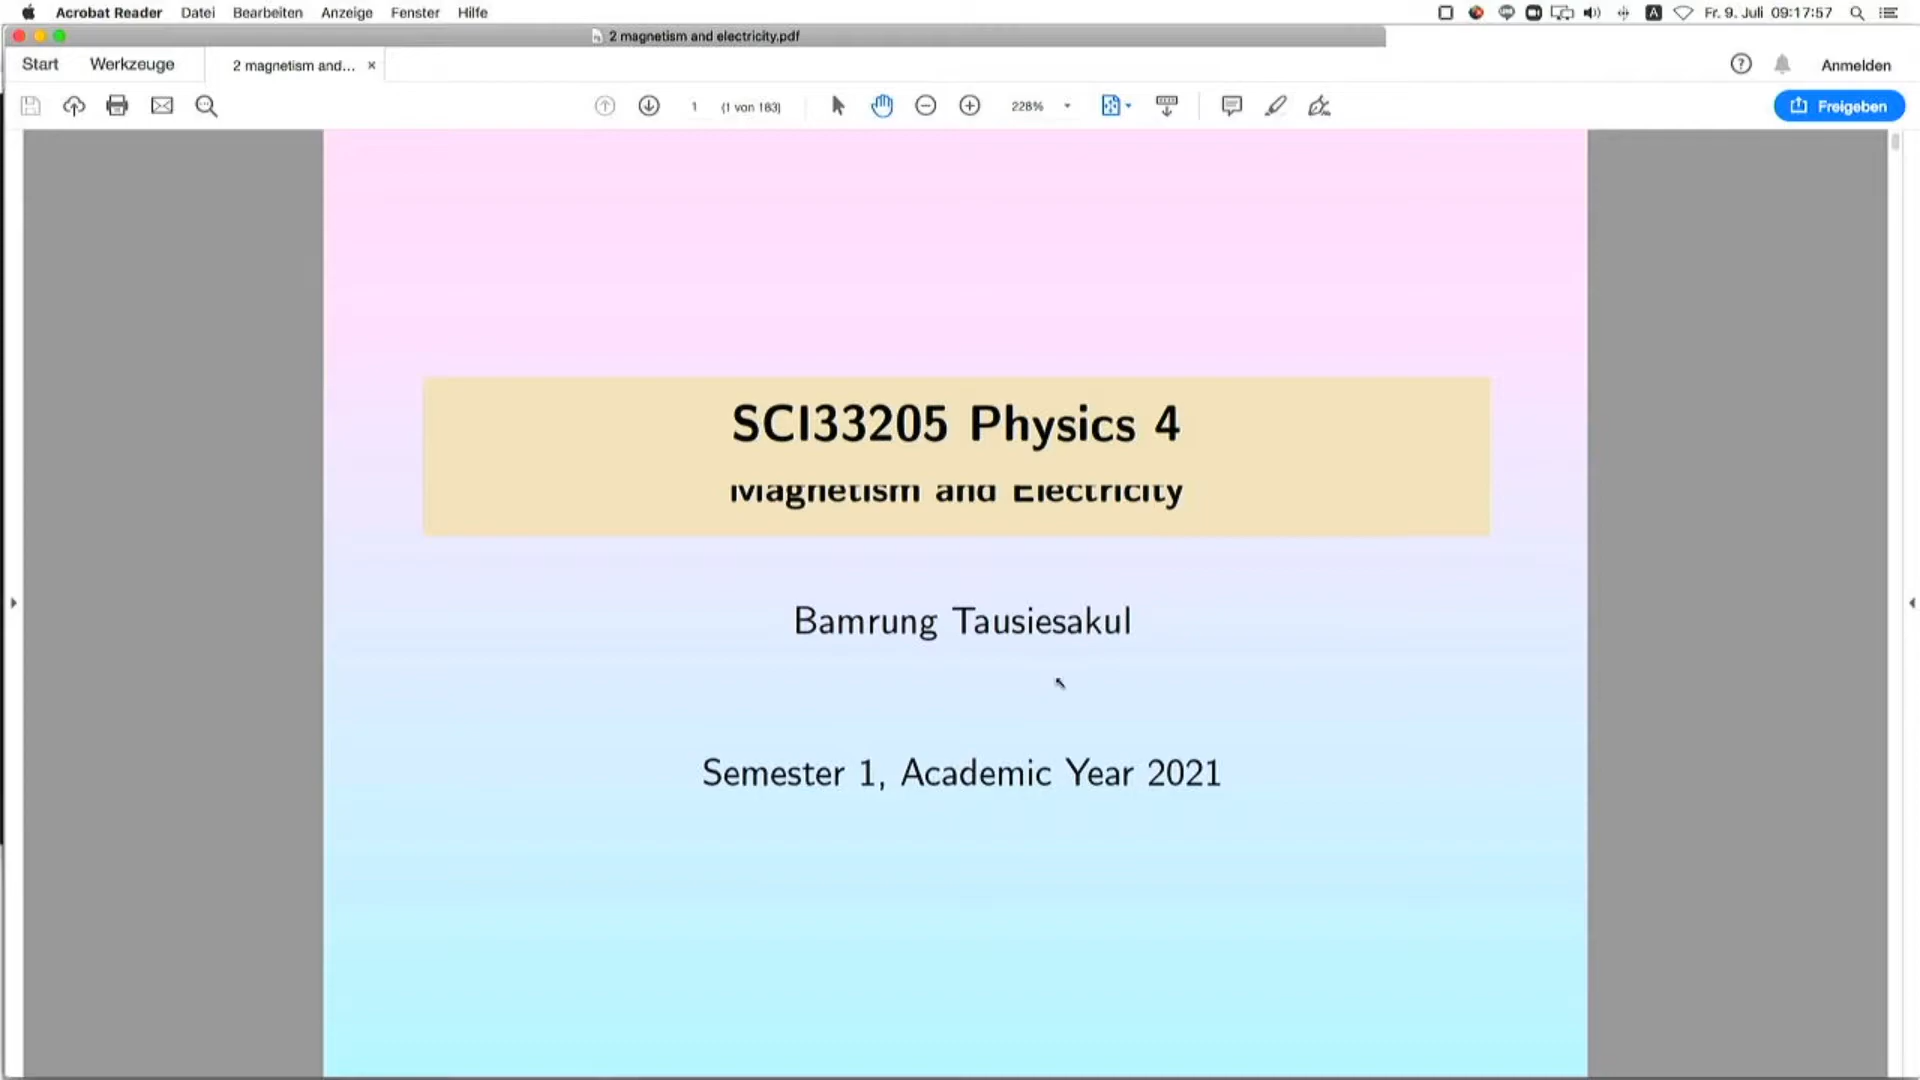 Acrobat Reader Datei Bearbeiten Anzeige Fenster Hilfe Fr. 9. Juli 09:17:57
2 magnetism and electricity.pdf
Start Werkzeuge 2 magnetism and... × Anmelden
1 (1 von 183) 228% Freigeben
SCI33205 Physics 4
Magnetism and Electricity
Bamrung Tausiesakul
Semester 1, Academic Year 2021